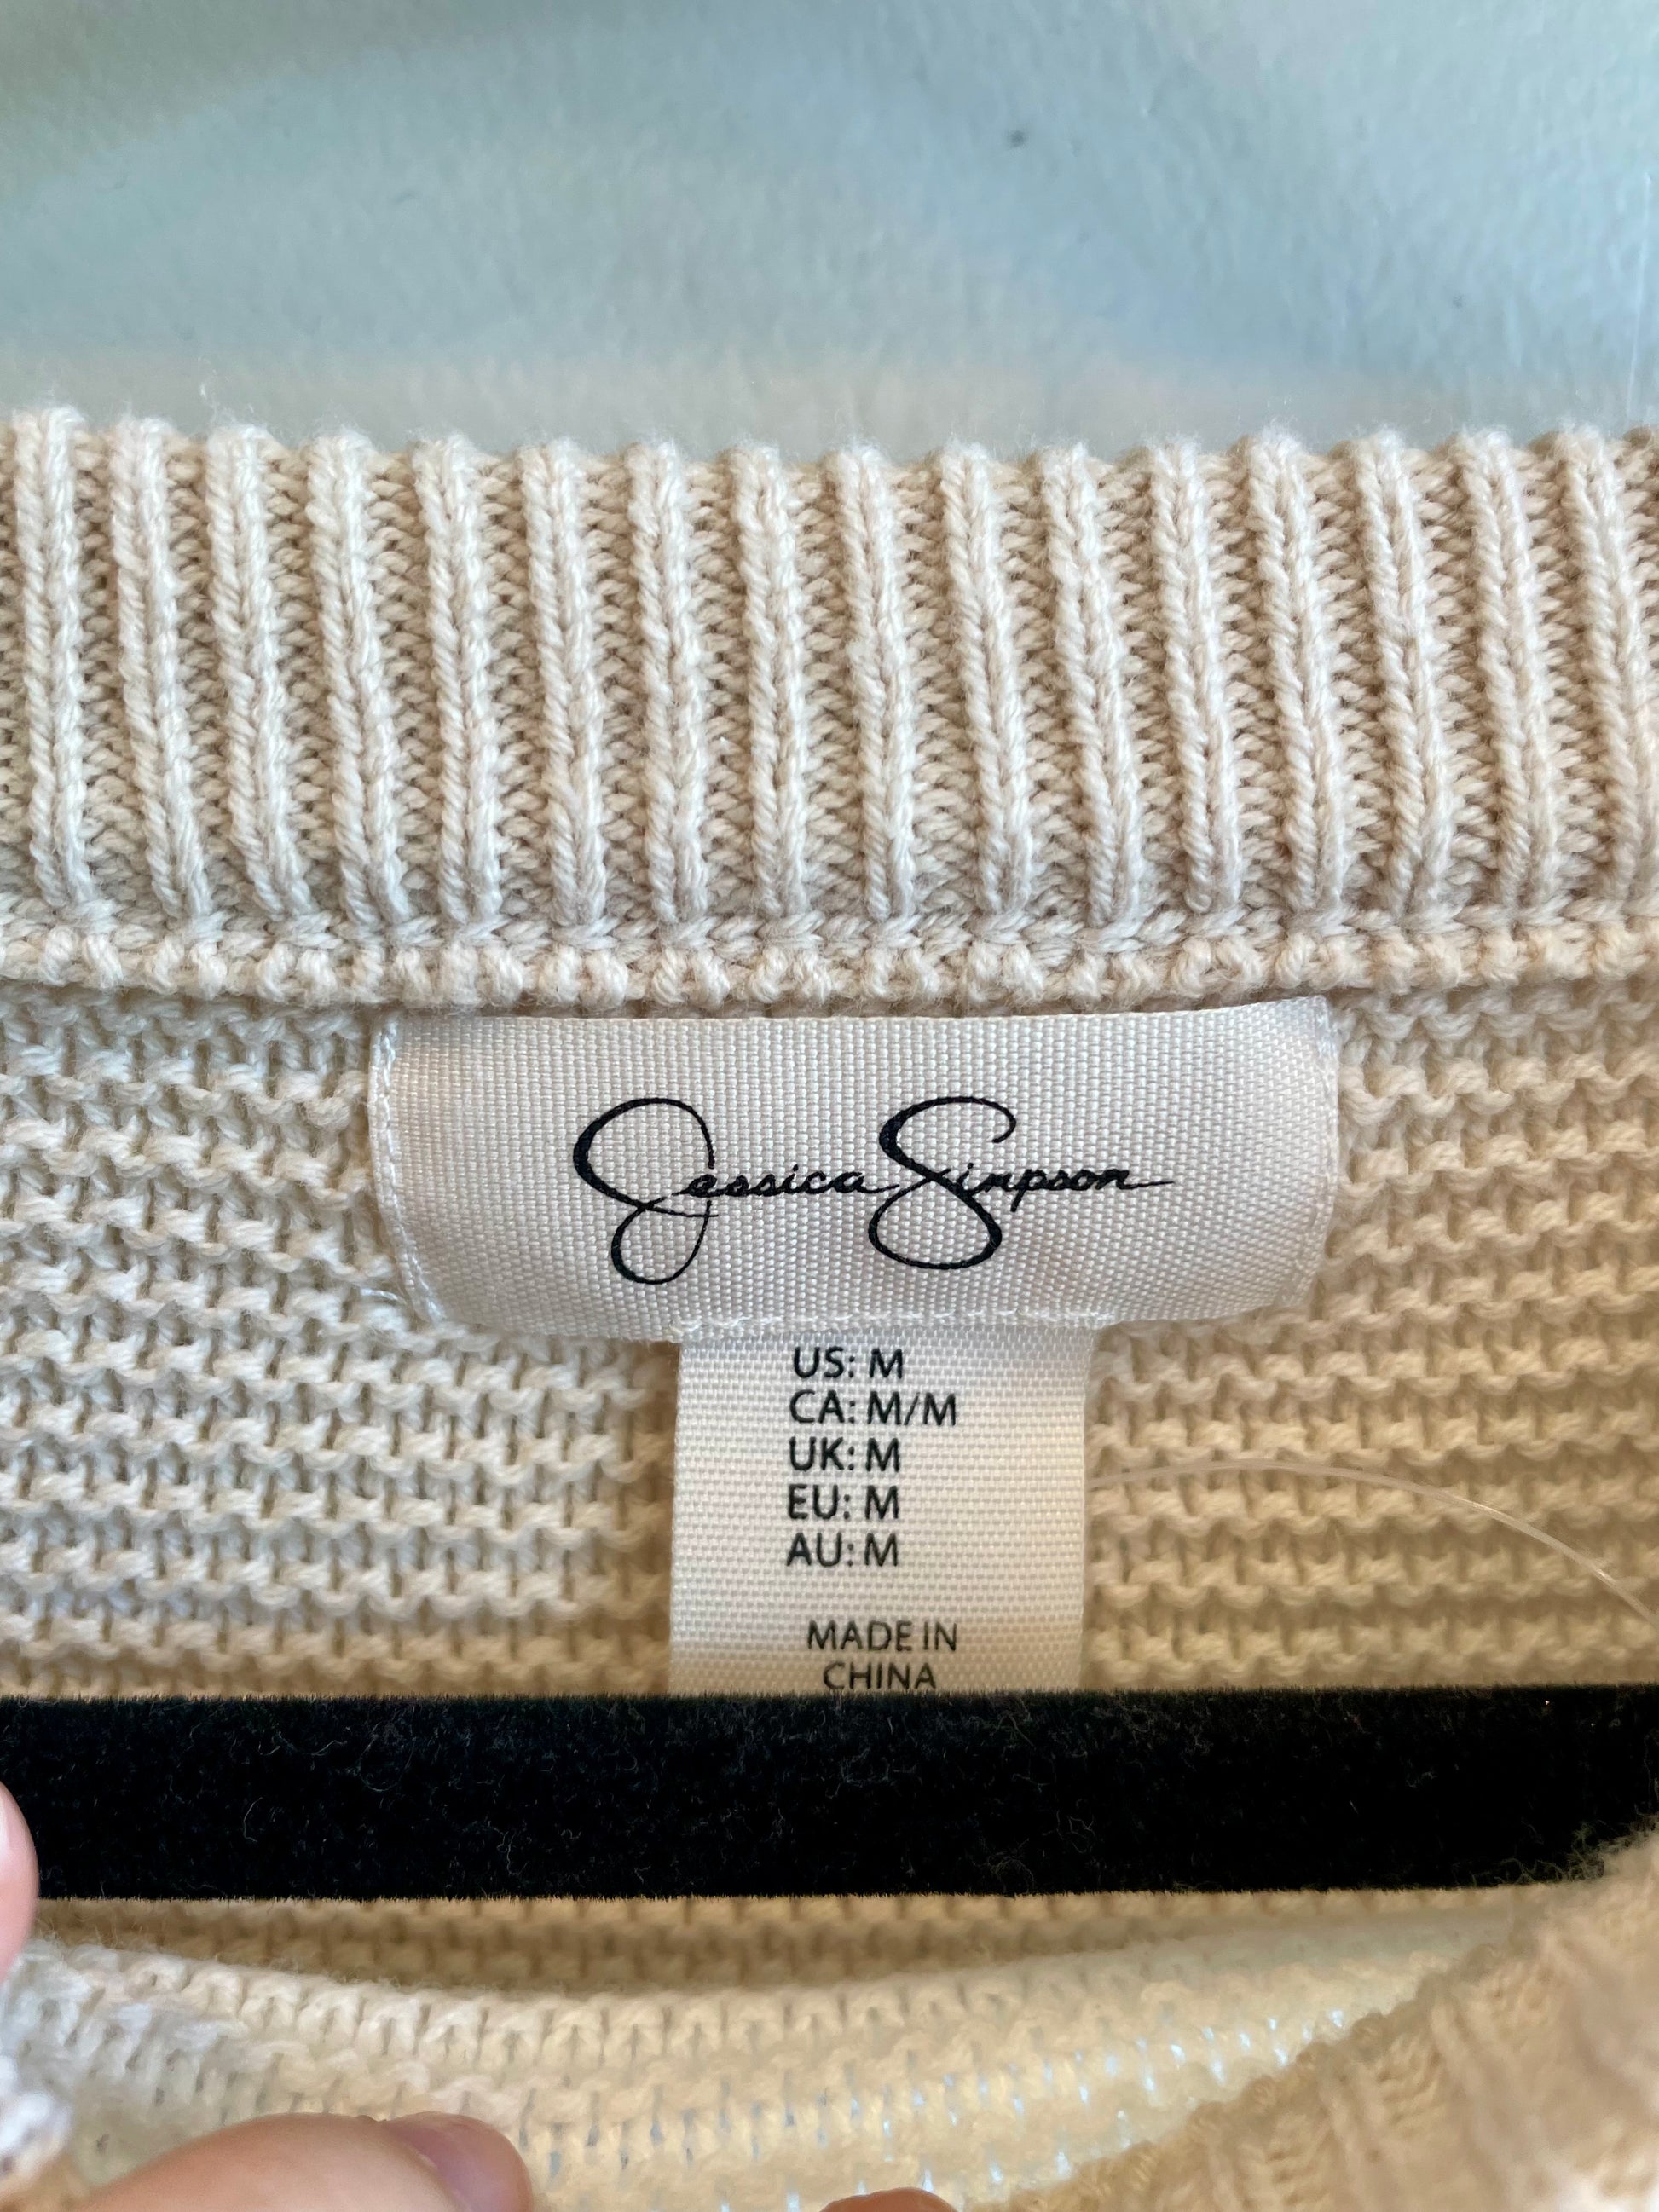 Jessica Simpson
US: M
CA: M/M
UK: M
EU: M
AU: M
MADE IN
CHINA